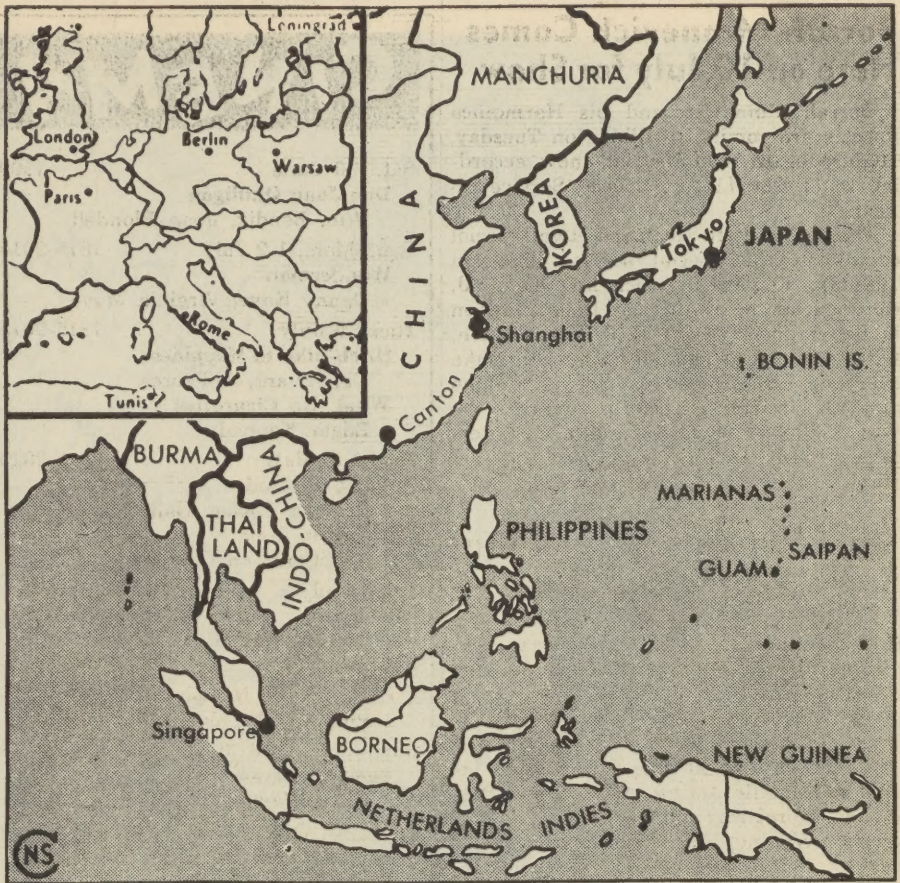 Leningrad
London
Berlin
Warsaw
Paris
Rome
Tunis
MANCHURIA
CHINA
KOREA
Tokyo
JAPAN
Shanghai
BONIN IS.
Canton
BURMA
INDO-CHINA
THAI
LAND
MARIANAS
PHILIPPINES
SAIPAN
GUAM
Singapore
BORNEO
NEW GUINEA
NETHERLANDS INDIES
CNS